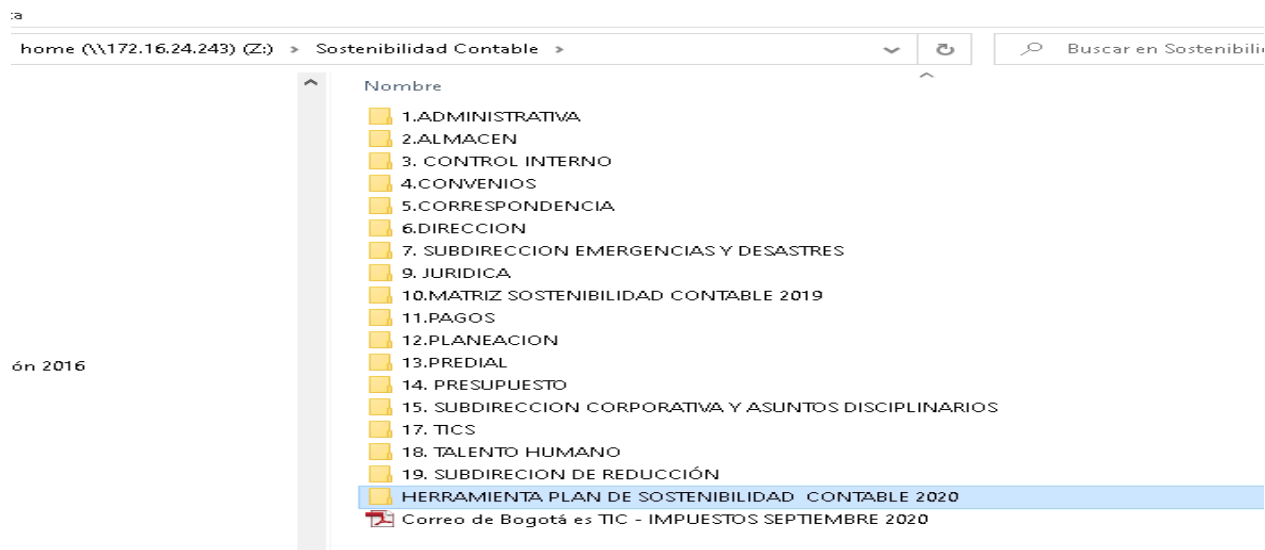 home (\\172.16.24.243) (Z:) > Sostenibilidad Contable >
Buscar en Sostenibili
Nombre
1.ADMINISTRATIVA
2.ALMACEN
3. CONTROL INTERNO
4.CONVENIOS
5.CORRESPONDENCIA
6.DIRECCION
7. SUBDIRECCION EMERGENCIAS Y DESASTRES
9. JURIDICA
10.MATRIZ SOSTENIBILIDAD CONTABLE 2019
11.PAGOS
12.PLANEACION
ón 2016
13.PREDIAL
14. PRESUPUESTO
15. SUBDIRECCION CORPORATIVA Y ASUNTOS DISCIPLINARIOS
17. TICS
18. TALENTO HUMANO
19. SUBDIRECION DE REDUCCIÓN
HERRAMIENTA PLAN DE SOSTENIBILIDAD  CONTABLE 2020
Correo de Bogotá es TIC - IMPUESTOS SEPTIEMBRE 2020